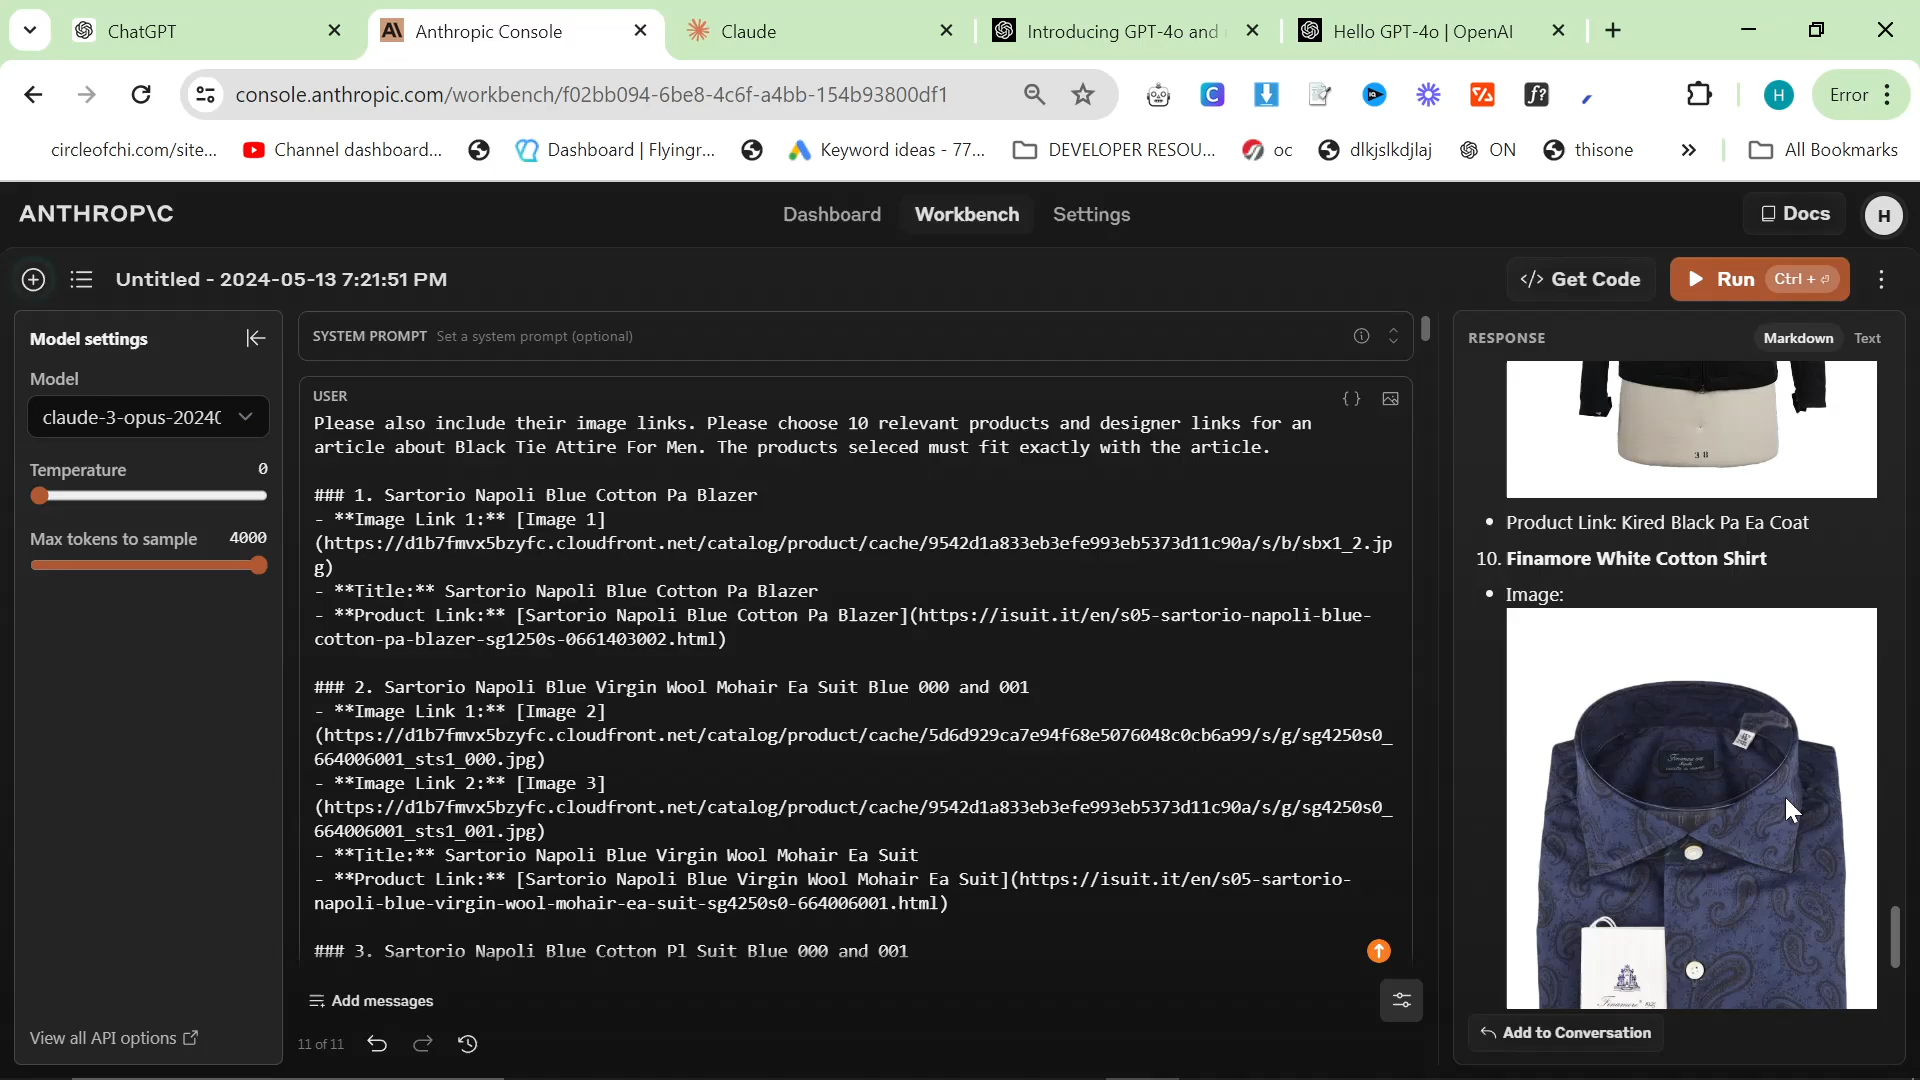 ChatGPT
Anthropic Console
Claude
Introducing GPT-4o and
Hello GPT-4o | OpenAI
console.anthropic.com/workbench/f02bb094-6be8-4c6f-a4bb-154b93800df1
H
Error
circleofchi.com/site...
Channel dashboard...
Dashboard | Flyingr...
Keyword ideas - 77...
DEVELOPER RESOU...
oc
dlkjslkdjlaj
ON
thisone
»
All Bookmarks
ANTHROP\C
Dashboard
Workbench
Settings
Docs
H
Untitled - 2024-05-13 7:21:51 PM
</> Get Code
Run
Ctrl + ⏎
Model settings
Model
claude-3-opus-2024
Temperature
0
Max tokens to sample
4000
View all API options
SYSTEM PROMPT Set a system prompt (optional)
USER
{ }
Please also include their image links. Please choose 10 relevant products and designer links for an
article about Black Tie Attire For Men. The products seleced must fit exactly with the article.
### 1. Sartorio Napoli Blue Cotton Pa Blazer
- **Image Link 1:** [Image 1]
(https://d1b7fmvx5bzyfc.cloudfront.net/catalog/product/cache/9542d1a833eb3efe993eb5373d11c90a/s/b/sbx1_2.jp
g)
- **Title:** Sartorio Napoli Blue Cotton Pa Blazer
- **Product Link:** [Sartorio Napoli Blue Cotton Pa Blazer](https://isuit.it/en/s05-sartorio-napoli-blue-
cotton-pa-blazer-sg1250s-0661403002.html)
### 2. Sartorio Napoli Blue Virgin Wool Mohair Ea Suit Blue 000 and 001
- **Image Link 1:** [Image 2]
(https://d1b7fmvx5bzyfc.cloudfront.net/catalog/product/cache/5d6d929ca7e94f68e5076048c0cb6a99/s/g/sg4250s0_
664006001_sts1_000.jpg)
- **Image Link 2:** [Image 3]
(https://d1b7fmvx5bzyfc.cloudfront.net/catalog/product/cache/9542d1a833eb3efe993eb5373d11c90a/s/g/sg4250s0_
664006001_sts1_001.jpg)
- **Title:** Sartorio Napoli Blue Virgin Wool Mohair Ea Suit
- **Product Link:** [Sartorio Napoli Blue Virgin Wool Mohair Ea Suit](https://isuit.it/en/s05-sartorio-
napoli-blue-virgin-wool-mohair-ea-suit-sg4250s0-664006001.html)
### 3. Sartorio Napoli Blue Cotton Pl Suit Blue 000 and 001
Add messages
11 of 11
RESPONSE
Markdown
Text
38
• Product Link: Kired Black Pa Ea Coat
10. Finamore White Cotton Shirt
• Image:
Add to Conversation